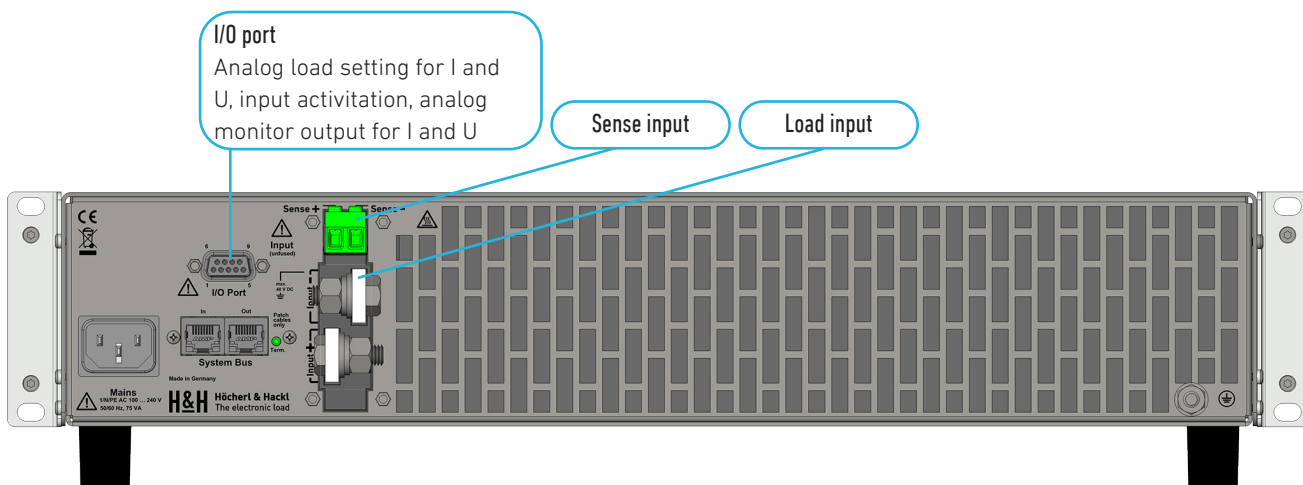 I/O port
Analog load setting for I and
U, input activitation, analog
monitor output for I and U
Sense input
Load input
Sense + Sense -
CE
Input
(unfused)
6 9
1 5
I/O Port
max.
40 V DC
Input -
Input +
In Out
Patch
cables
only
AMP AMP
Term.
System Bus
Made in Germany
Mains
1/N/PE AC 100 ... 240 V
50/60 Hz, 75 VA
H&H
Höcherl & Hackl
The electronic load